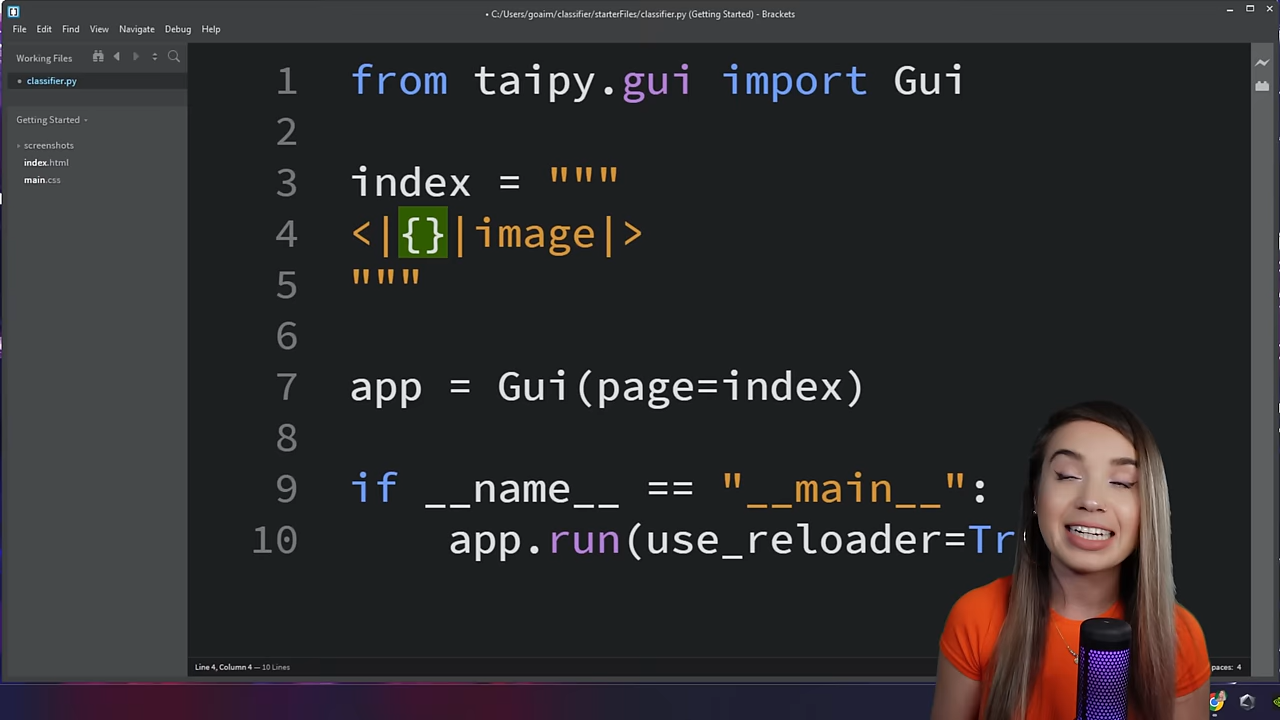 • C:/Users/goaim/classifier/starterFiles/classifier.py (Getting Started) - Brackets
File Edit Find View Navigate Debug Help
Working Files
• classifier.py
Getting Started
screenshots
index.html
main.css
1 from taipy.gui import Gui
2
3 index = """
4 <|{}|image|>
5 """
6
7 app = Gui(page=index)
8
9 if __name__ == "__main__":
10 app.run(use_reloader=Tr
Line 4, Column 4 — 10 Lines
paces: 4